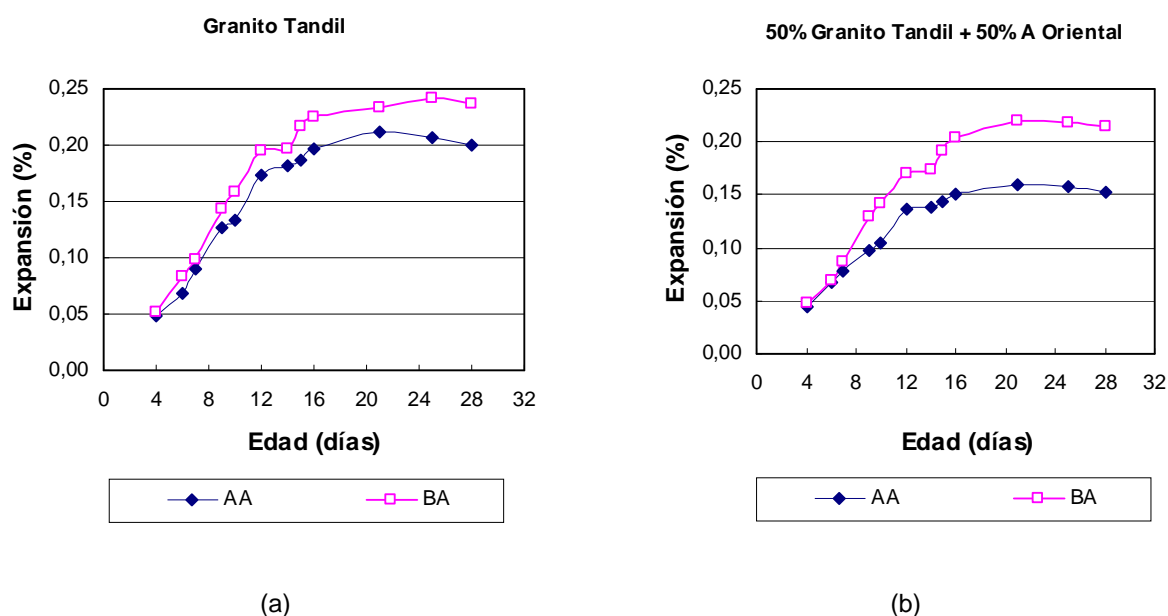 Granito Tandil
Expansión (%)
0,25
0,20
0,15
0,10
0,05
0,00
0 4 8 12 16 20 24 28 32
Edad (días)
AA BA
(a)
50% Granito Tandil + 50% A Oriental
Expansión (%)
0,25
0,20
0,15
0,10
0,05
0,00
0 4 8 12 16 20 24 28 32
Edad (días)
AA BA
(b)